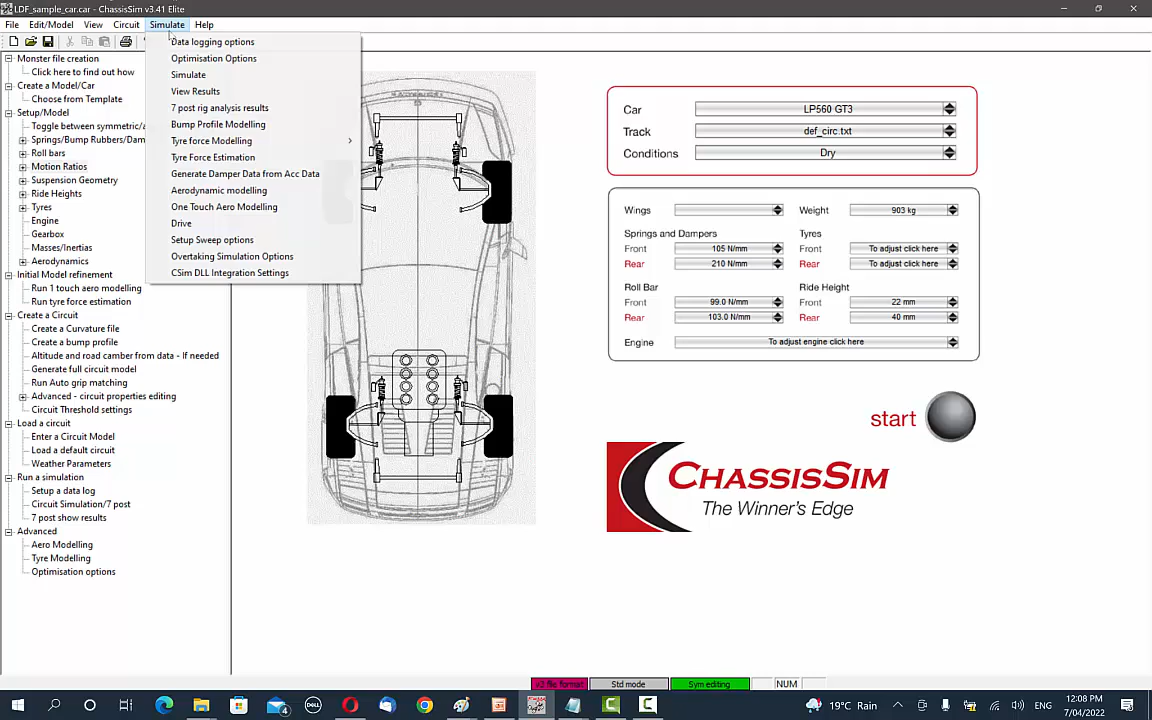 LDF_sample_car.car - ChassisSim v3.41 Elite
File Edit/Model View Circuit Simulate Help
Monster file creation
Click here to find out how
Create a Model/Car
Choose from Template
Setup/Model
Toggle between symmetric/a
Springs/Bump Rubbers/Dam
Roll bars
Motion Ratios
Suspension Geometry
Ride Heights
Tyres
Engine
Gearbox
Masses/Inertias
Aerodynamics
Initial Model refinement
Run 1 touch aero modelling
Run tyre force estimation
Create a Circuit
Create a Curvature file
Create a bump profile
Altitude and road camber from data - If needed
Generate full circuit model
Run Auto grip matching
Advanced - circuit properties editing
Circuit Threshold settings
Load a circuit
Enter a Circuit Model
Load a default circuit
Weather Parameters
Run a simulation
Setup a data log
Circuit Simulation/7 post
7 post show results
Advanced
Aero Modelling
Tyre Modelling
Optimisation options
Data logging options
Optimisation Options
Simulate
View Results
7 post rig analysis results
Bump Profile Modelling
Tyre force Modelling
Tyre Force Estimation
Generate Damper Data from Acc Data
Aerodynamic modelling
One Touch Aero Modelling
Drive
Setup Sweep options
Overtaking Simulation Options
CSim DLL Integration Settings
Car LP560 GT3
Track def_circ.txt
Conditions Dry
Wings Weight 903 kg
Springs and Dampers Tyres
Front 105 N/mm Front To adjust click here
Rear 210 N/mm Rear To adjust click here
Roll Bar Ride Height
Front 99.0 N/mm Front 22 mm
Rear 103.0 N/mm Rear 40 mm
Engine To adjust engine click here
start
CHASSISSIM
The Winner's Edge
v2 file format Std mode Sym editing NUM
19°C Rain ENG 12:08 PM
7/04/2022